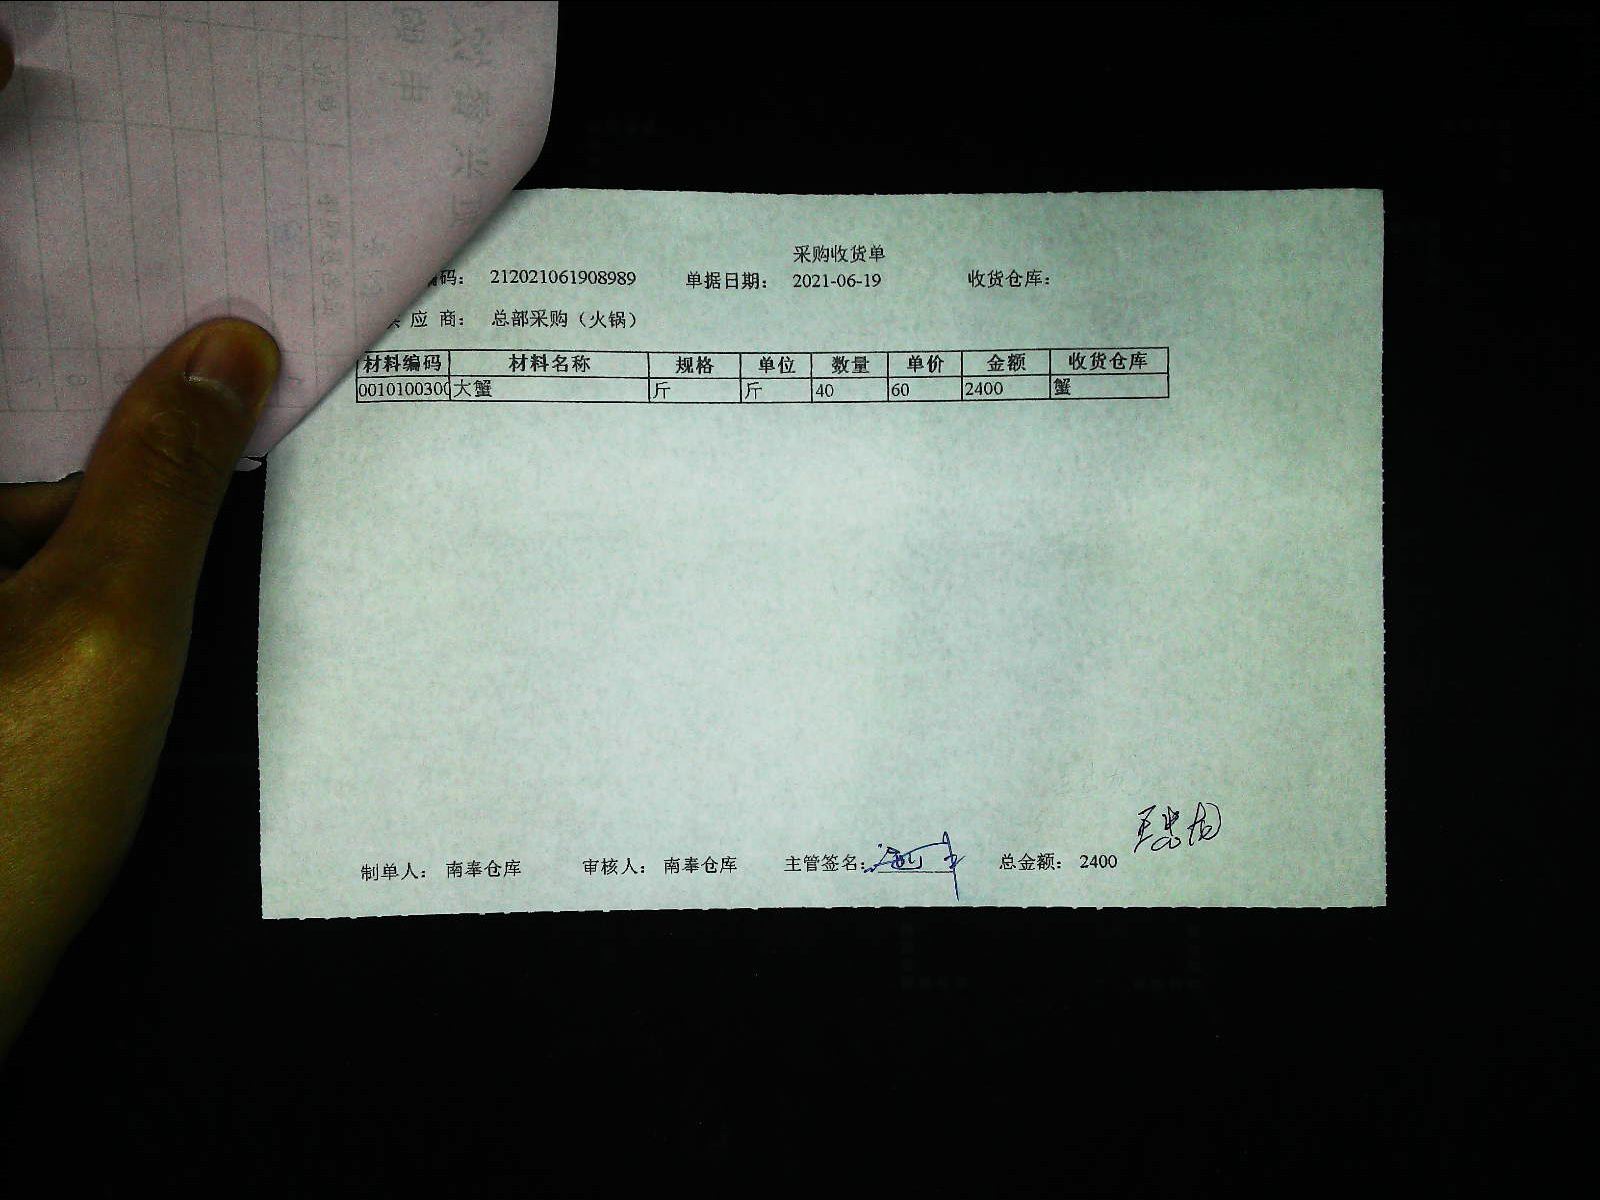 采购收货单
编码： 212021061908989 单据日期： 2021-06-19 收货仓库：
供 应 商： 总部采购（火锅）
材料编码 材料名称 规格 单位 数量 单价 金额 收货仓库
0010100300 大蟹 斤 斤 40 60 2400 蟹
制单人： 南奉仓库 审核人： 南奉仓库 主管签名： 总金额： 2400